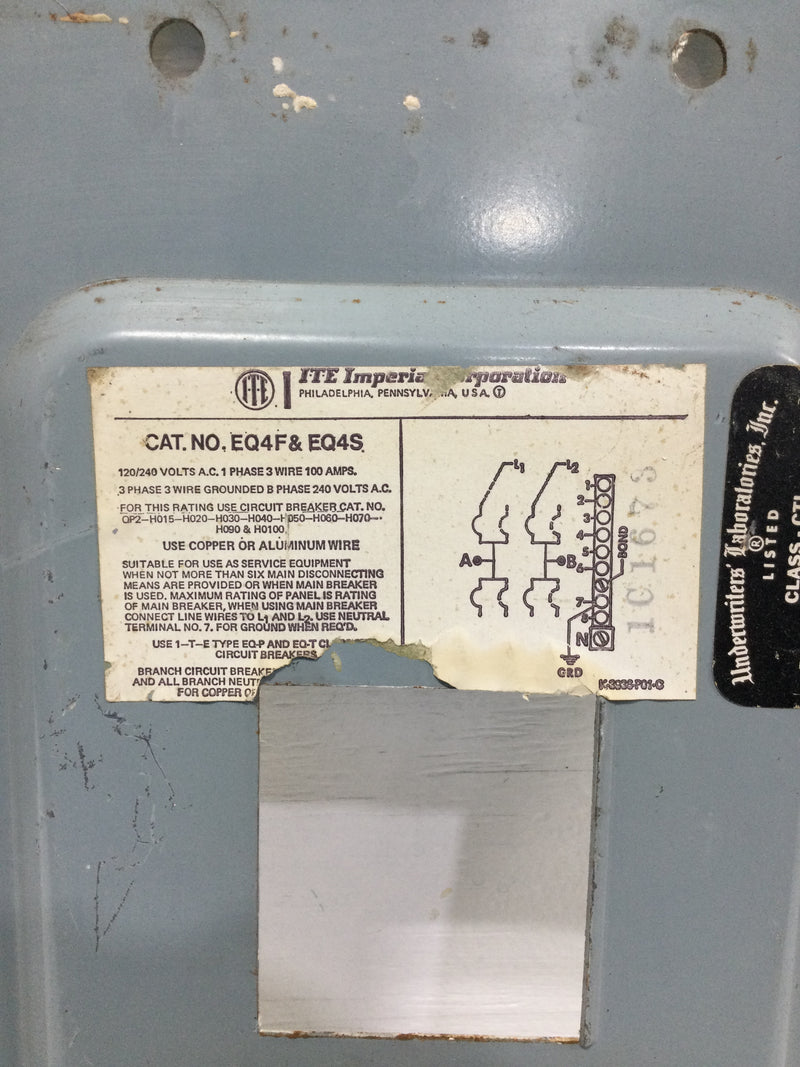 ITE
ITE Imperial Corporation
PHILADELPHIA, PENNSYLVANIA, U.S.A. T
CAT. NO. EQ4F & EQ4S
120/240 VOLTS A.C. 1 PHASE 3 WIRE 100 AMPS.
3 PHASE 3 WIRE GROUNDED B PHASE 240 VOLTS A.C.
FOR THIS RATING USE CIRCUIT BREAKER CAT. NO.
QP2-H015-H020-H030-H040-H050-H060-H070-
H090 & H0100
USE COPPER OR ALUMINUM WIRE
SUITABLE FOR USE AS SERVICE EQUIPMENT
WHEN NOT MORE THAN SIX MAIN DISCONNECTING
MEANS ARE PROVIDED OR WHEN MAIN BREAKER
IS USED. MAXIMUM RATING OF PANEL IS RATING
OF MAIN BREAKER, WHEN USING MAIN BREAKER
CONNECT LINE WIRES TO L1 AND L2. USE NEUTRAL
TERMINAL NO. 7. FOR GROUND WHEN REQ'D.
USE 1-T-E TYPE EQ-P AND EQ-T
CIRCUIT BREAKERS
BRANCH CIRCUIT
AND ALL BRANCH
FOR COPPER
L1 L2
1
2
3
4
5
6
7
8
N
A B
BOND
GRD
1C1673
Underwriters' Laboratories, Inc.
®
LISTED